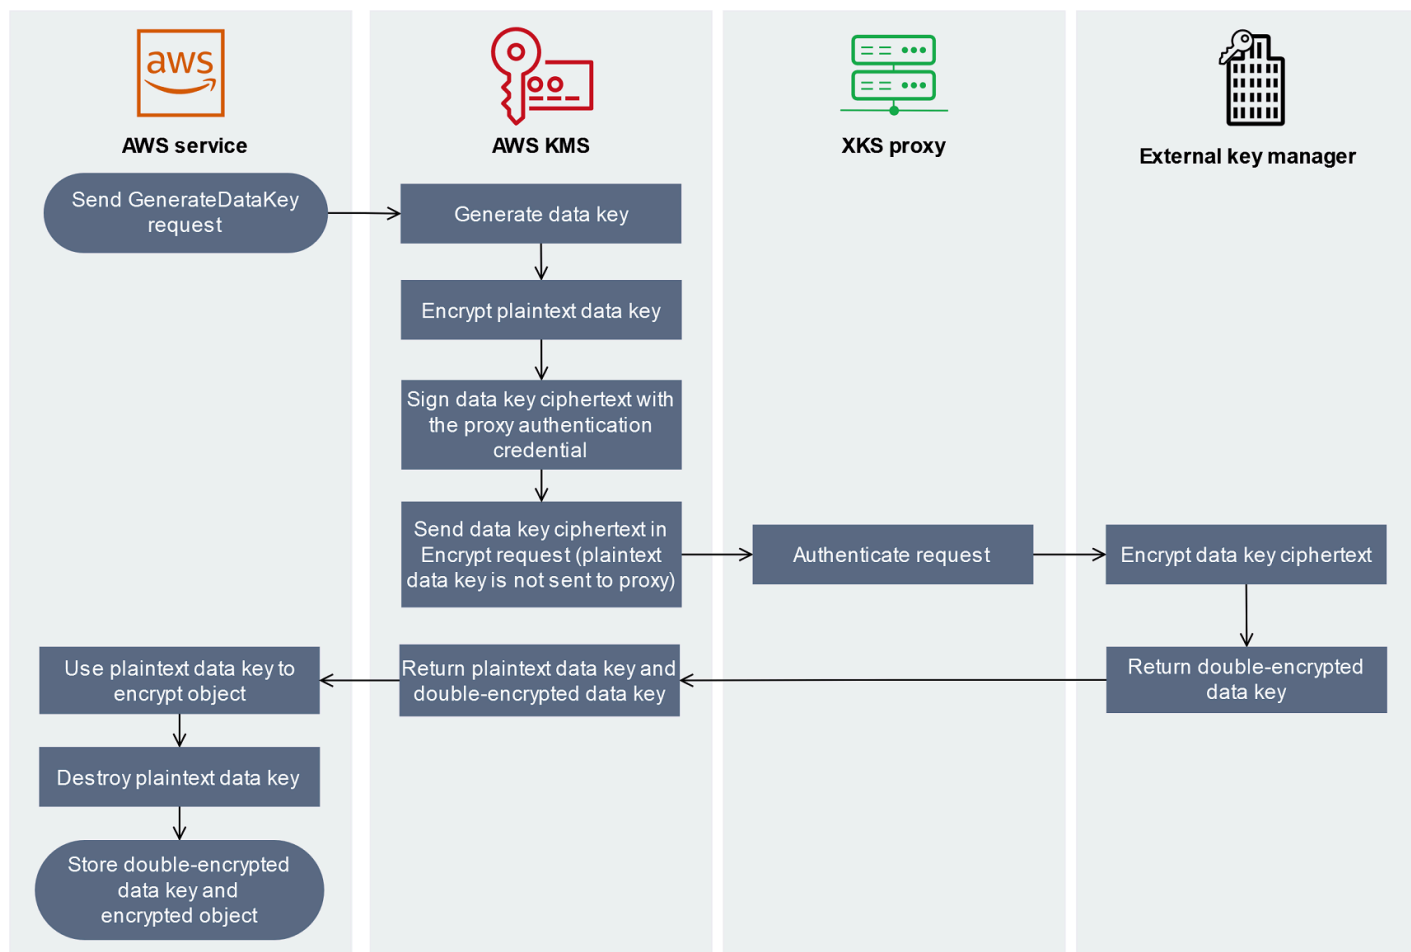 aws
AWS service
AWS KMS
XKS proxy
External key manager
Send GenerateDataKey
request
Generate data key
Encrypt plaintext data key
Sign data key ciphertext with
the proxy authentication
credential
Send data key ciphertext in
Encrypt request (plaintext
data key is not sent to proxy)
Authenticate request
Encrypt data key ciphertext
Return double-encrypted
data key
Return plaintext data key and
double-encrypted data key
Use plaintext data key to
encrypt object
Destroy plaintext data key
Store double-encrypted
data key and
encrypted object